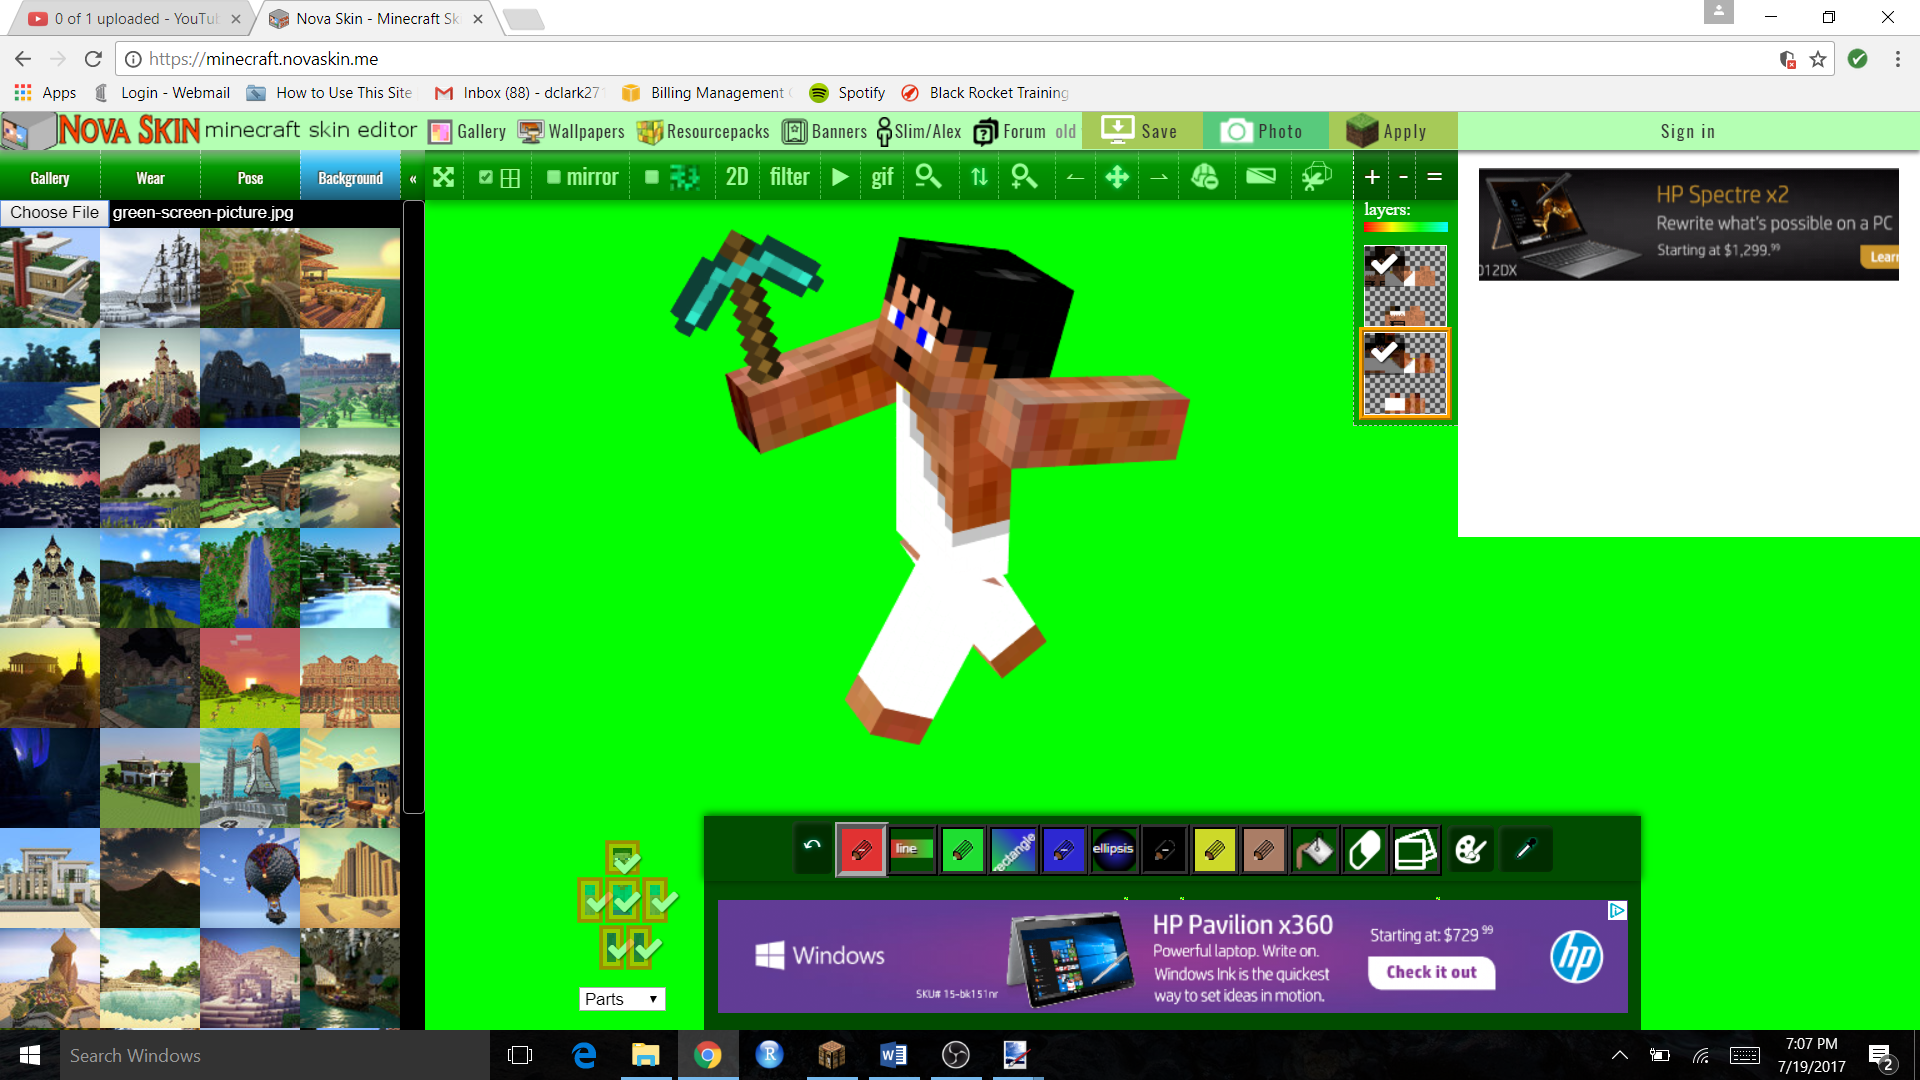 0 of 1 uploaded - YouTu
Nova Skin - Minecraft Sk
https://minecraft.novaskin.me
Apps
Login - Webmail
How to Use This Site
Inbox (88) - dclark27
Billing Management
Spotify
Black Rocket Training
NOVA SKIN minecraft skin editor
Gallery
Wallpapers
Resourcepacks
Banners
Slim/Alex
Forum
old
Save
Photo
Apply
Sign in
Gallery
Wear
Pose
Background
«
mirror
2D
filter
gif
+
-
=
Choose File green-screen-picture.jpg
layers:
HP Spectre x2
Rewrite what's possible on a PC
Starting at $1,299.99
012DX
Lear
line
rectangle
ellipsis
Parts
Windows
SKU# 15-bk151nr
HP Pavilion x360
Powerful laptop. Write on.
Windows Ink is the quickest
way to set ideas in motion.
Starting at: $729 99
Check it out
hp
Search Windows
7:07 PM
7/19/2017
2